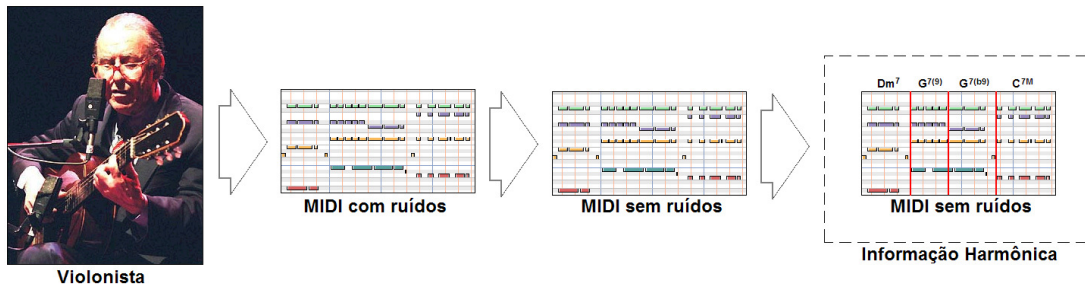 Dm7 G7(9) G7(b9) C7M
MIDI com ruídos
MIDI sem ruídos
MIDI sem ruídos
Violonista
Informação Harmônica